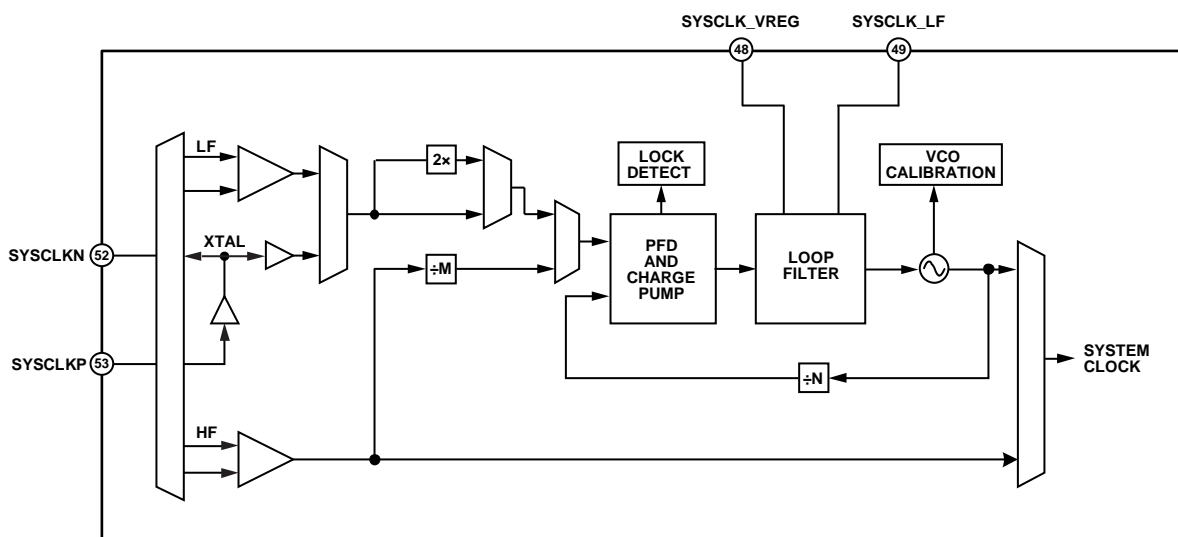 SYSCLK_VREG
SYSCLK_LF
48
49
LF
2×
LOCK
DETECT
VCO
CALIBRATION
SYSCLKN
52
XTAL
÷M
PFD
AND
CHARGE
PUMP
LOOP
FILTER
SYSCLKP
53
÷N
SYSTEM
CLOCK
HF